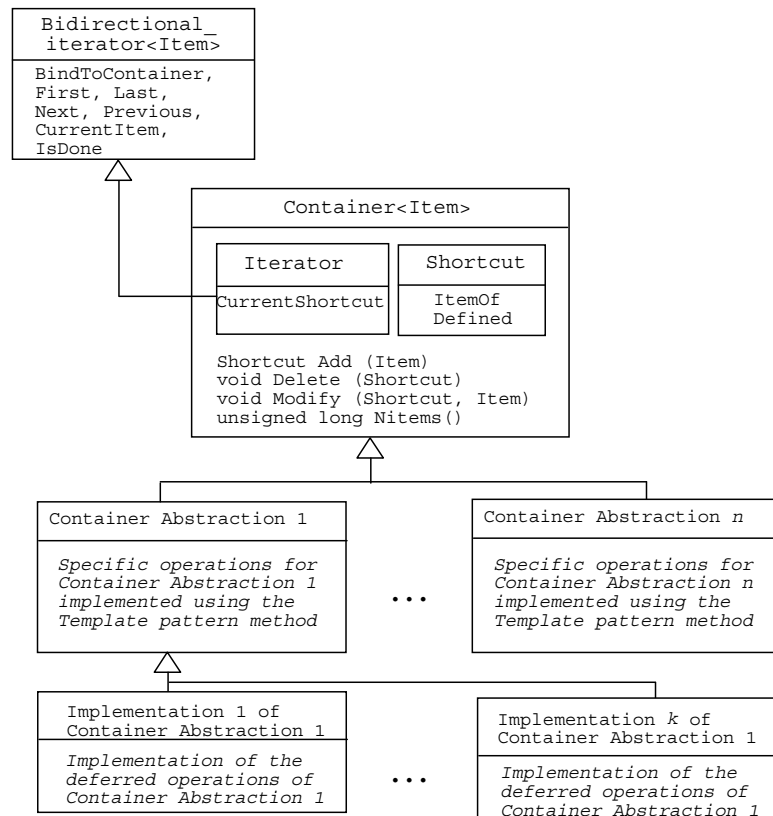 Bidirectional_
iterator<Item>
BindToContainer,
First, Last,
Next, Previous,
CurrentItem,
IsDone
Container<Item>
Iterator
CurrentShortcut
Shortcut
ItemOf
Defined
Shortcut Add (Item)
void Delete (Shortcut)
void Modify (Shortcut, Item)
unsigned long Nitems()
Container Abstraction 1
Specific operations for
Container Abstraction 1
implemented using the
Template pattern method
...
Container Abstraction n
Specific operations for
Container Abstraction n
implemented using the
Template pattern method
Implementation 1 of
Container Abstraction 1
Implementation of the
deferred operations of
Container Abstraction 1
...
Implementation k of
Container Abstraction 1
Implementation of the
deferred operations of
Container Abstraction 1